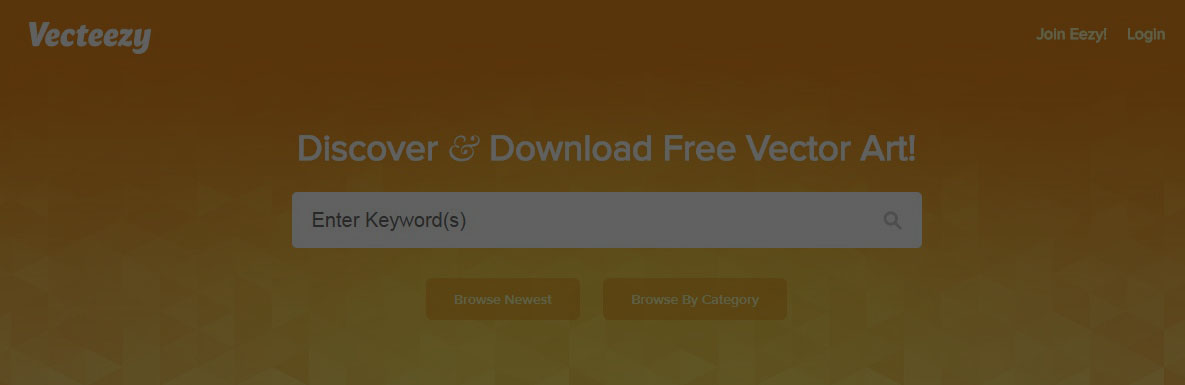 Vecteezy
Join Eezy! Login
Discover & Download Free Vector Art!
Enter Keyword(s)
Browse Newest Browse By Category